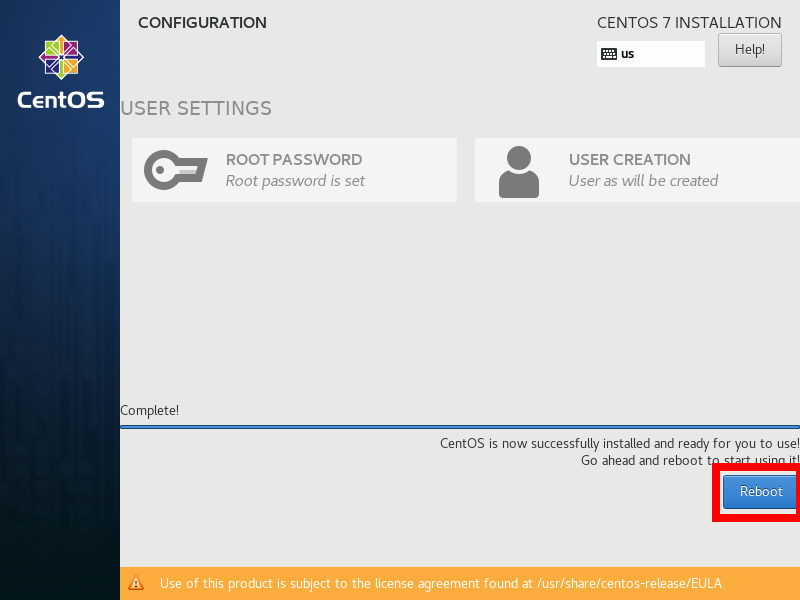 CONFIGURATION
CENTOS 7 INSTALLATION
us
Help!
CentOS
USER SETTINGS
ROOT PASSWORD
Root password is set
USER CREATION
User as will be created
Complete!
CentOS is now successfully installed and ready for you to use!
Go ahead and reboot to start using it!
Reboot
Use of this product is subject to the license agreement found at /usr/share/centos-release/EULA